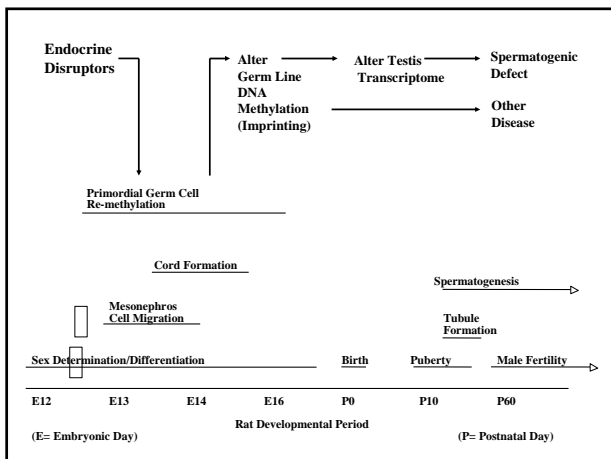 Endocrine
Disruptors
Alter
Germ Line
DNA
Methylation
(Imprinting)
Alter Testis
Transcriptome
Spermatogenic
Defect
Other
Disease
Primordial Germ Cell
Re-methylation
Cord Formation
Spermatogenesis
Mesonephros
Cell Migration
Tubule
Formation
Sex Determination/Differentiation
Birth
Puberty
Male Fertility
E12 E13 E14 E16 P0 P10 P60
Rat Developmental Period
(E= Embryonic Day) (P= Postnatal Day)